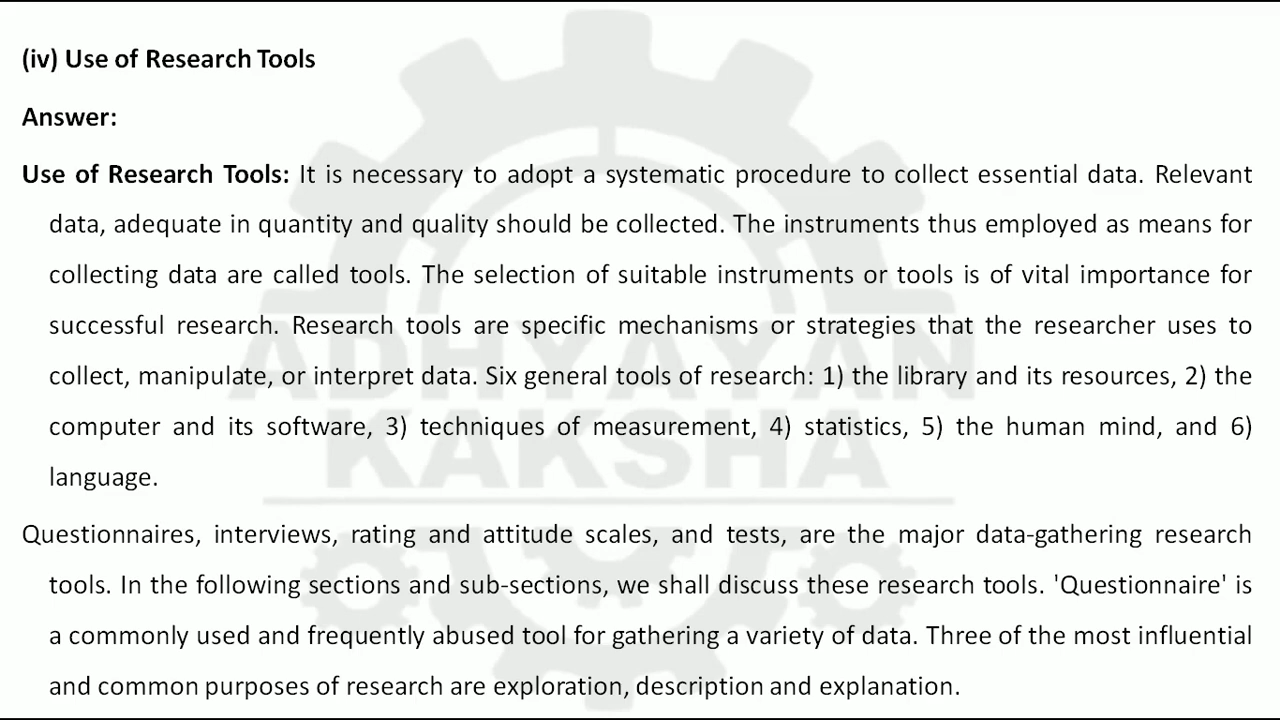 (iv) Use of Research Tools
Answer:
Use of Research Tools: It is necessary to adopt a systematic procedure to collect essential data. Relevant
data, adequate in quantity and quality should be collected. The instruments thus employed as means for
collecting data are called tools. The selection of suitable instruments or tools is of vital importance for
successful research. Research tools are specific mechanisms or strategies that the researcher uses to
collect, manipulate, or interpret data. Six general tools of research: 1) the library and its resources, 2) the
computer and its software, 3) techniques of measurement, 4) statistics, 5) the human mind, and 6)
language.
Questionnaires, interviews, rating and attitude scales, and tests, are the major data-gathering research
tools. In the following sections and sub-sections, we shall discuss these research tools. 'Questionnaire' is
a commonly used and frequently abused tool for gathering a variety of data. Three of the most influential
and common purposes of research are exploration, description and explanation.
ADHYAYAN
KAKSHA